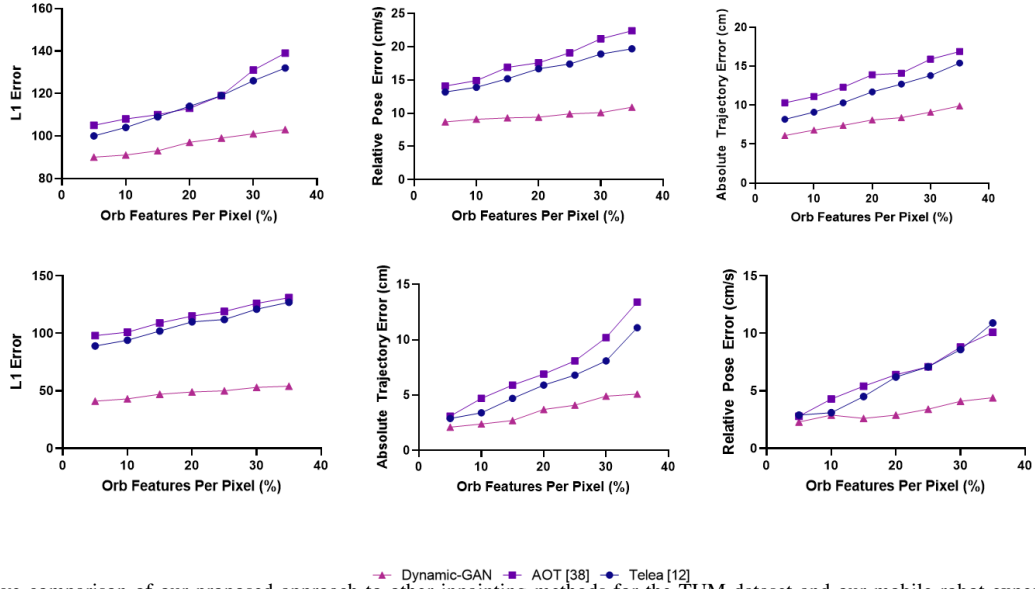 L1 Error
160
140
120
100
80
0 10 20 30 40
Orb Features Per Pixel (%)
Relative Pose Error (cm/s)
25
20
15
10
5
0
0 10 20 30 40
Orb Features Per Pixel (%)
Absolute Trajectory Error (cm)
20
15
10
5
0
0 10 20 30 40
Orb Features Per Pixel (%)
L1 Error
150
100
50
0
0 10 20 30 40
Orb Features Per Pixel (%)
Absolute Trajectory Error (cm)
15
10
5
0
0 10 20 30 40
Orb Features Per Pixel (%)
Relative Pose Error (cm/s)
15
10
5
0
0 10 20 30 40
Orb Features Per Pixel (%)
Dynamic-GAN AOT [38] Telea [12]
comparison of our proposed approach to other inpainting methods for the TUM dataset and our mobile robot